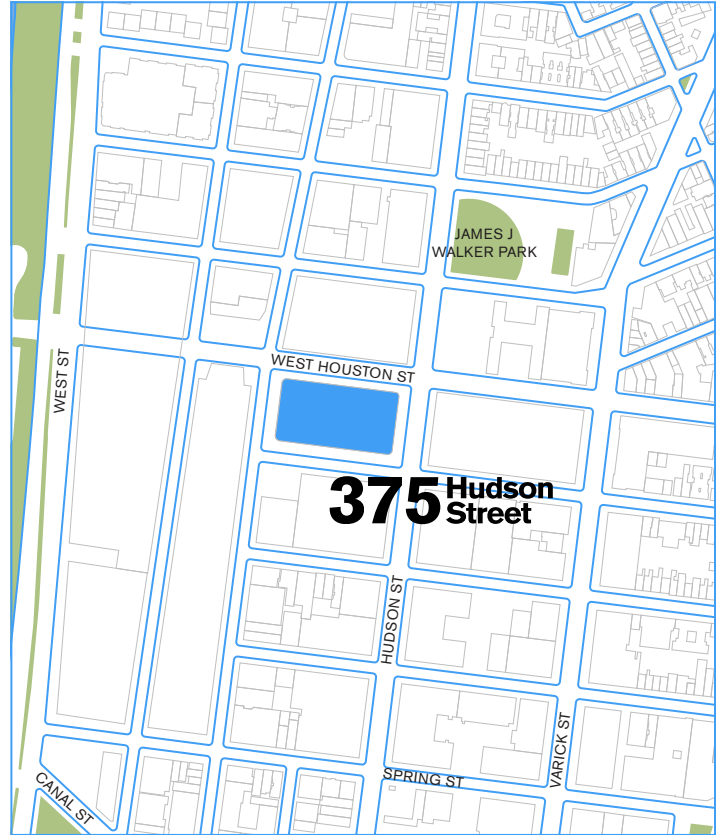 JAMES J
WALKER PARK
WEST HOUSTON ST
WEST ST
375 Hudson
Street
HUDSON ST
VARICK ST
SPRING ST
CANAL ST